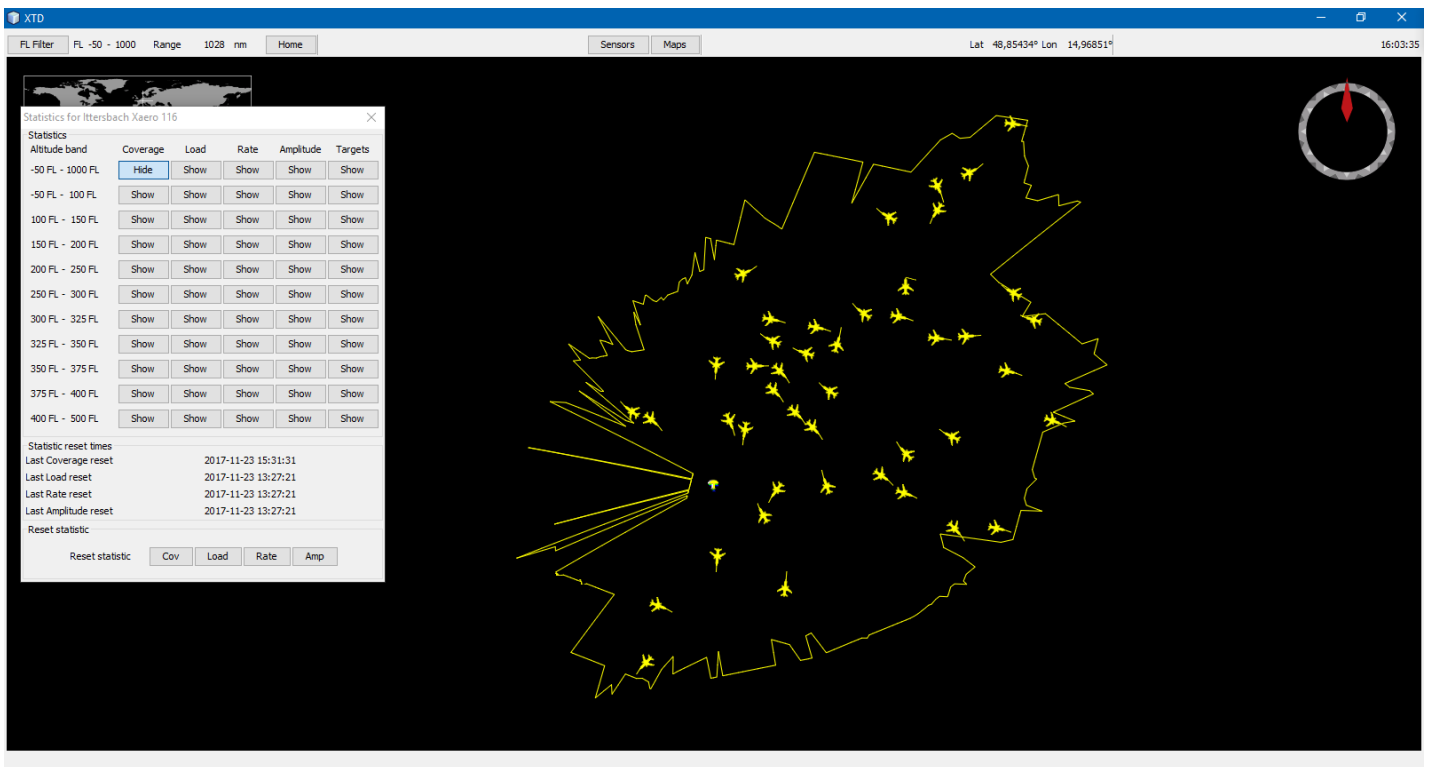 XTD
FL Filter FL -50 - 1000 Range 1028 nm Home Sensors Maps Lat 48,85434° Lon 14,96851° 16:03:35
Statistics for Ittersbach Xaero 116
Statistics
Altitude band Coverage Load Rate Amplitude Targets
-50 FL - 1000 FL Hide Show Show Show Show
-50 FL - 100 FL Show Show Show Show Show
100 FL - 150 FL Show Show Show Show Show
150 FL - 200 FL Show Show Show Show Show
200 FL - 250 FL Show Show Show Show Show
250 FL - 300 FL Show Show Show Show Show
300 FL - 325 FL Show Show Show Show Show
325 FL - 350 FL Show Show Show Show Show
350 FL - 375 FL Show Show Show Show Show
375 FL - 400 FL Show Show Show Show Show
400 FL - 500 FL Show Show Show Show Show
Statistic reset times
Last Coverage reset 2017-11-23 15:31:31
Last Load reset 2017-11-23 13:27:21
Last Rate reset 2017-11-23 13:27:21
Last Amplitude reset 2017-11-23 13:27:21
Reset statistic
Reset statistic Cov Load Rate Amp